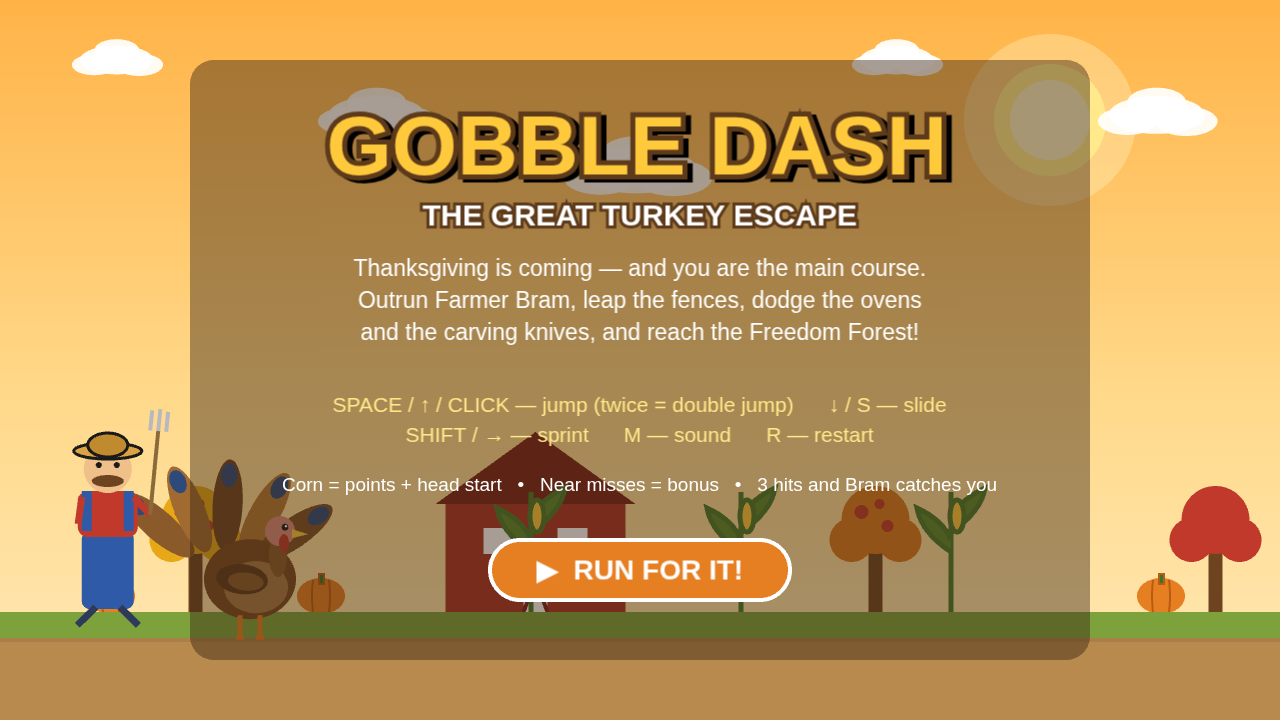 GOBBLE DASH
THE GREAT TURKEY ESCAPE
Thanksgiving is coming — and you are the main course.
Outrun Farmer Bram, leap the fences, dodge the ovens
and the carving knives, and reach the Freedom Forest!
SPACE / ↑ / CLICK — jump (twice = double jump) ↓ / S — slide
SHIFT / → — sprint M — sound R — restart
Corn = points + head start • Near misses = bonus • 3 hits and Bram catches you
▶ RUN FOR IT!